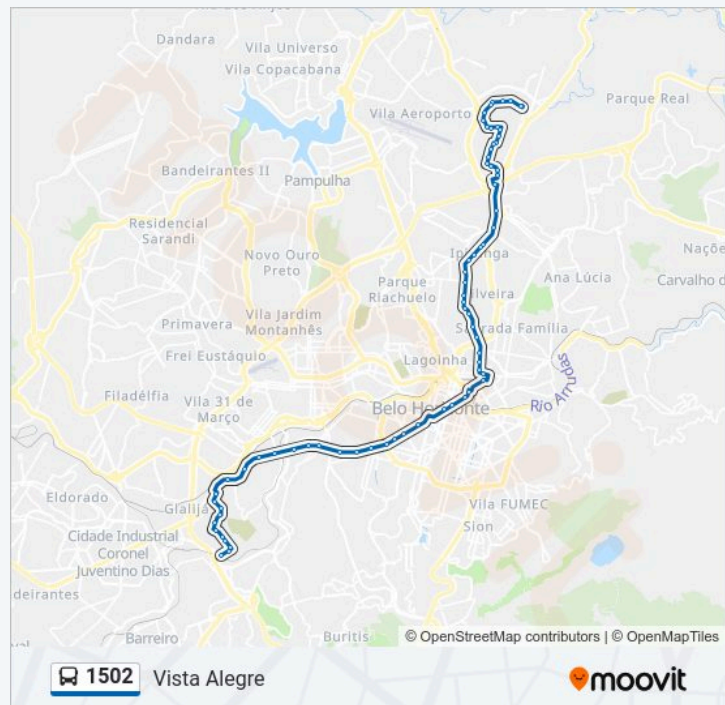 Dandara
Vila Universo
Vila Copacabana
Vila Aeroporto
Parque Real
Bandeirantes II
Pampulha
Residencial
Sarandi
Novo Ouro
Preto
Ipiranga
Naçõe
Ana Lúcia
Carvalho d
Parque
Riachuelo
Silveira
Primavera
Vila Jardim
Montanhês
Sagrada Família
Frei Eustáquio
Lagoinha
Filadélfia
Vila 31 de
Março
Belo Horizonte
Rio Arrudas
Eldorado
Glalijá
Vila FUMEC
Sion
Cidade Industrial
Coronel
Juventino Dias
deirantes
Barreiro
Buritis
© OpenStreetMap contributors | © OpenMapTiles
1502 Vista Alegre
moovit